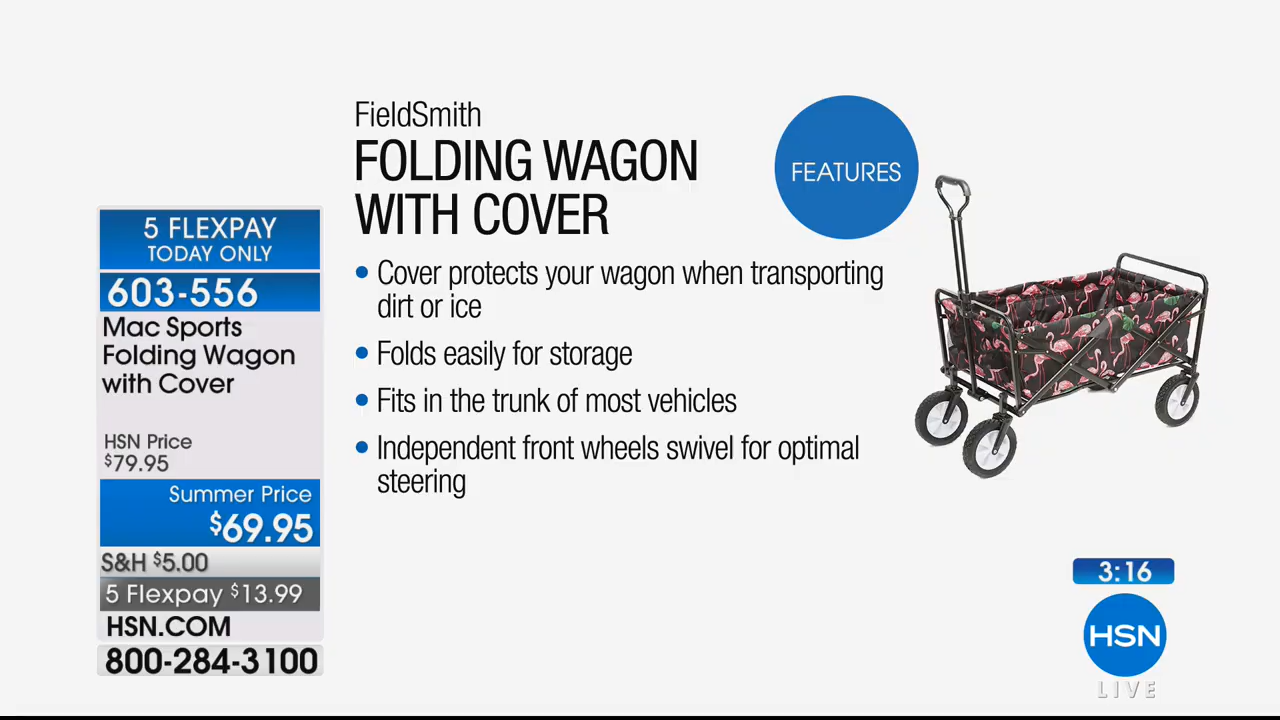 FieldSmith
FOLDING WAGON
WITH COVER
FEATURES
• Cover protects your wagon when transporting
dirt or ice
• Folds easily for storage
• Fits in the trunk of most vehicles
• Independent front wheels swivel for optimal
steering
5 FLEXPAY
TODAY ONLY
603-556
Mac Sports
Folding Wagon
with Cover
HSN Price
$79.95
Summer Price
$69.95
S&H $5.00
5 Flexpay $13.99
HSN.COM
800-284-3100
3:16
HSN
LIVE